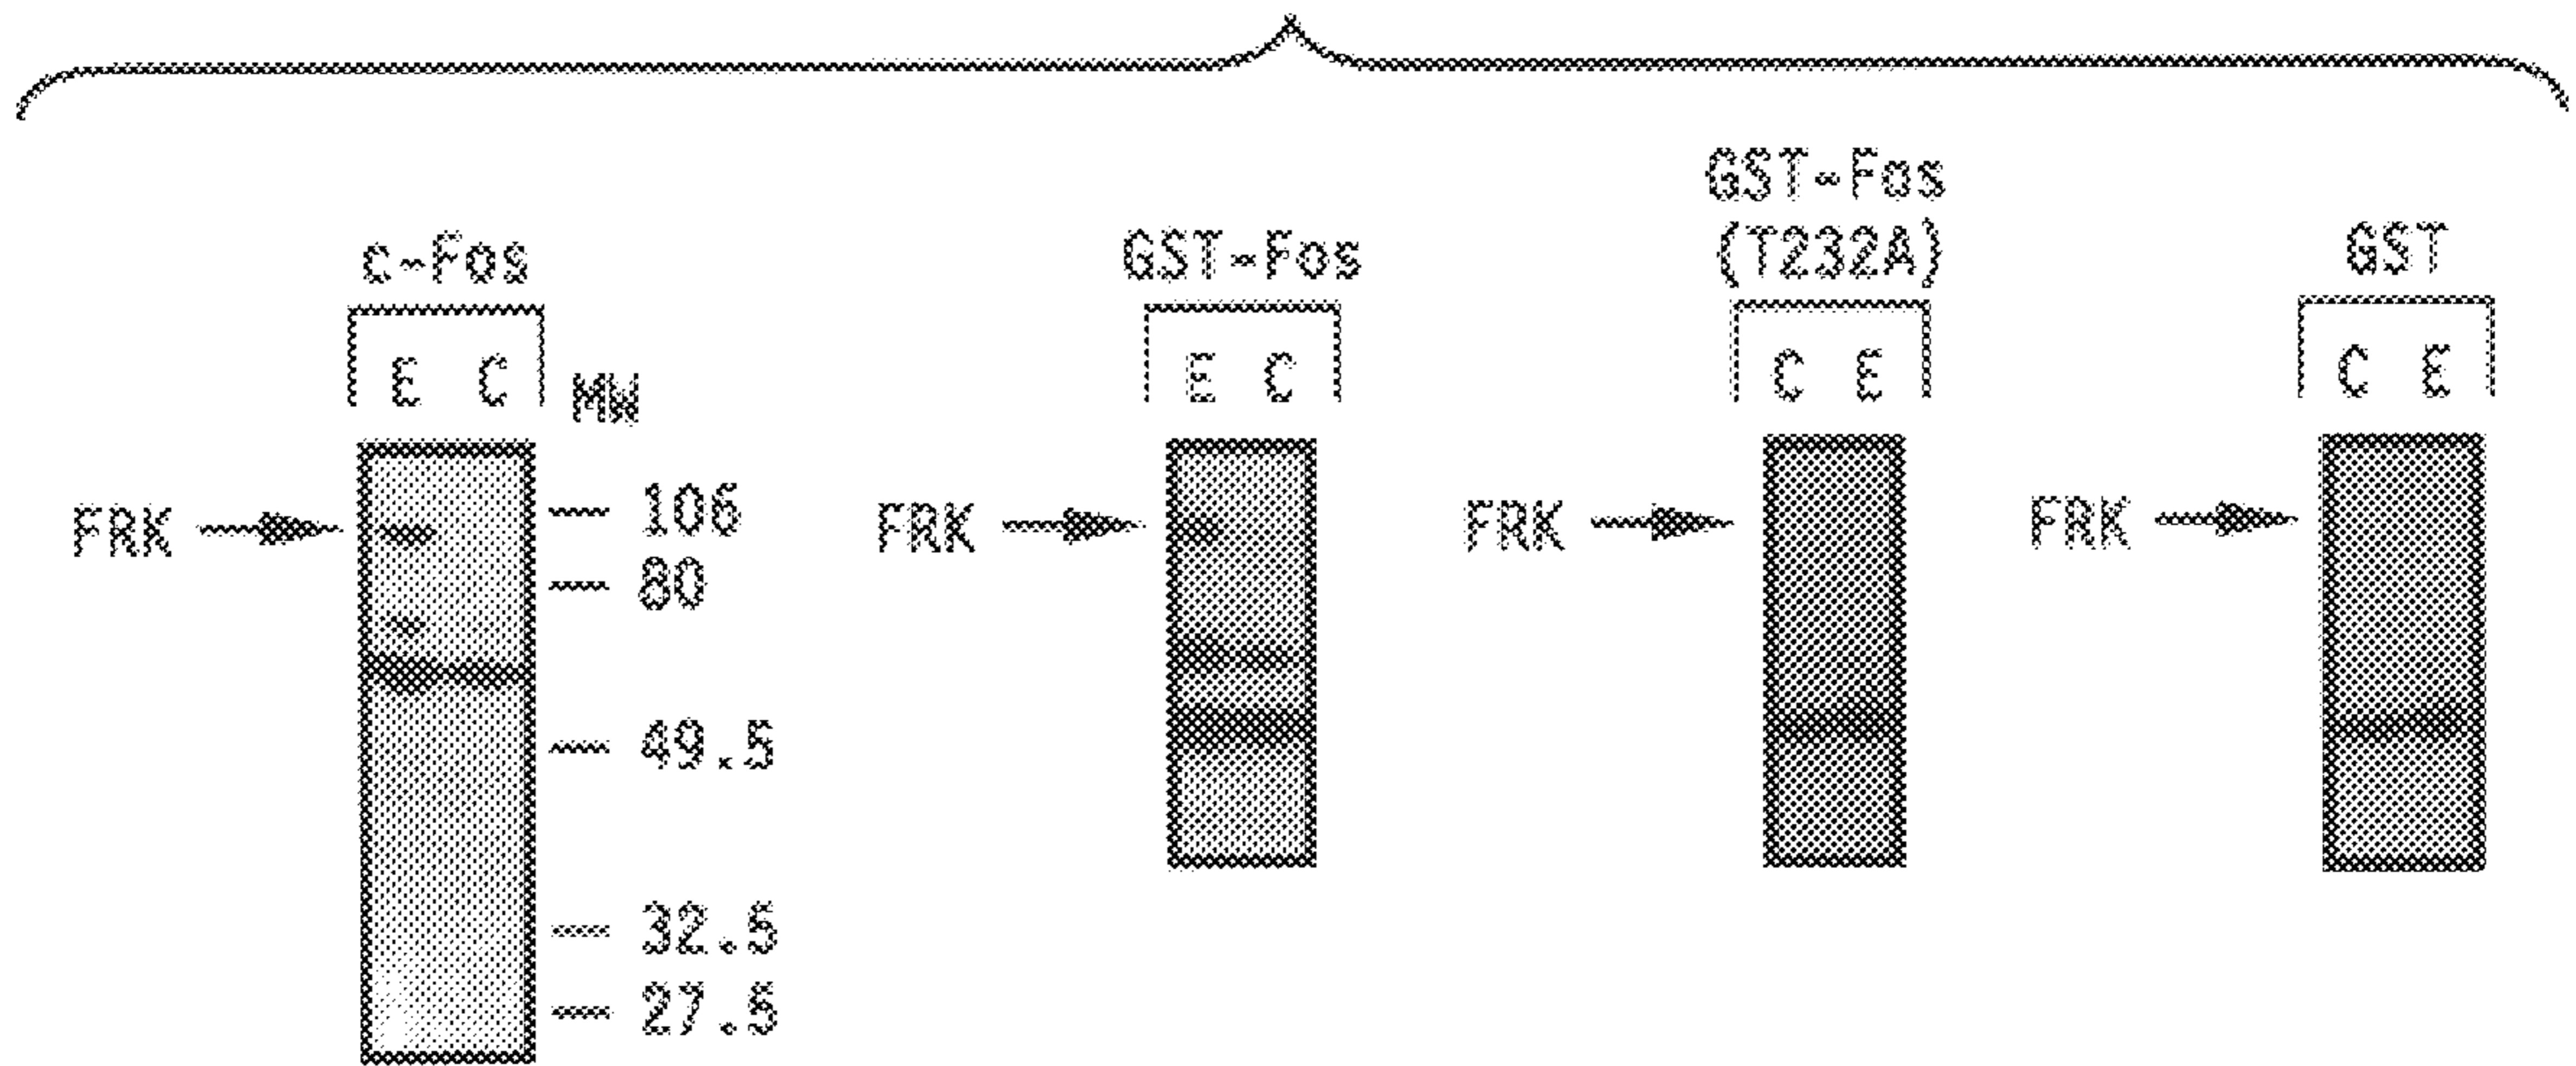 GST-Fos
c-Fos GST-Fos (T232A) GST
E C MW E C C E C E
FRK 106 FRK FRK FRK
80
49.5
32.5
27.5